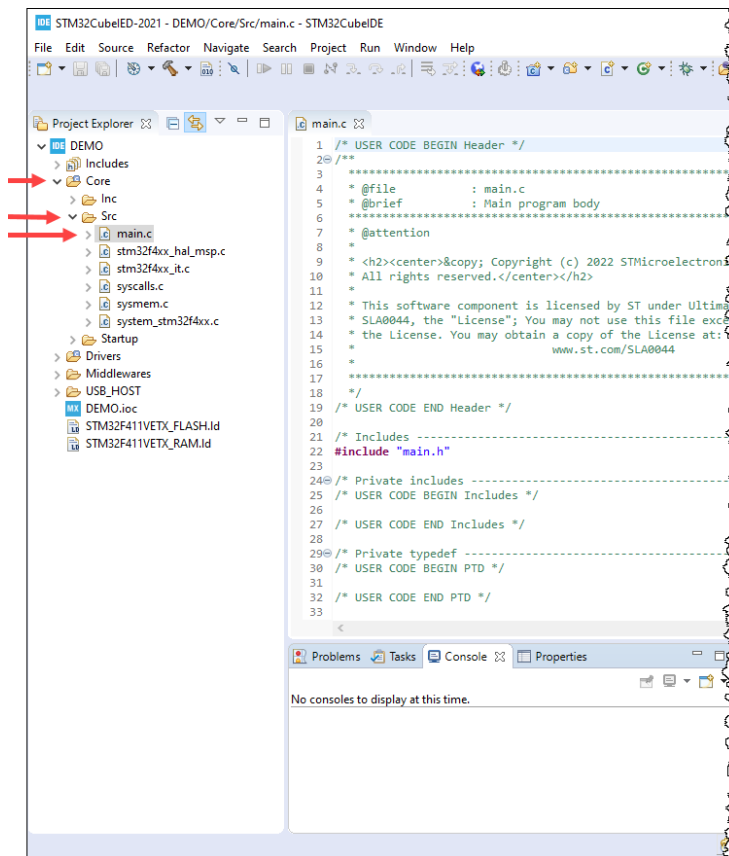 IDE STM32CubeIED-2021 - DEMO/Core/Src/main.c - STM32CubeIDE
File Edit Source Refactor Navigate Search Project Run Window Help
010
Project Explorer
IDE DEMO
Includes
Core
Inc
Src
.c main.c
.c stm32f4xx_hal_msp.c
.c stm32f4xx_it.c
.c syscalls.c
.c sysmem.c
.c system_stm32f4xx.c
Startup
Drivers
Middlewares
USB_HOST
MX DEMO.ioc
LD STM32F411VETX_FLASH.ld
LD STM32F411VETX_RAM.ld
.c main.c
1 /* USER CODE BEGIN Header */
2 /**
3 ******************************************************
4 * @file : main.c
5 * @brief : Main program body
6 ******************************************************
7 * @attention
8 *
9 * <h2><center>&copy; Copyright (c) 2022 STMicroelectroni
10 * All rights reserved.</center></h2>
11 *
12 * This software component is licensed by ST under Ultima
13 * SLA0044, the "License"; You may not use this file exce
14 * the License. You may obtain a copy of the License at:
15 * www.st.com/SLA0044
16 *
17 ******************************************************
18 */
19 /* USER CODE END Header */
20
21 /* Includes ------------------------------------------
22 #include "main.h"
23
24 /* Private includes ----------------------------------
25 /* USER CODE BEGIN Includes */
26
27 /* USER CODE END Includes */
28
29 /* Private typedef -----------------------------------
30 /* USER CODE BEGIN PTD */
31
32 /* USER CODE END PTD */
33
Problems Tasks Console Properties
No consoles to display at this time.